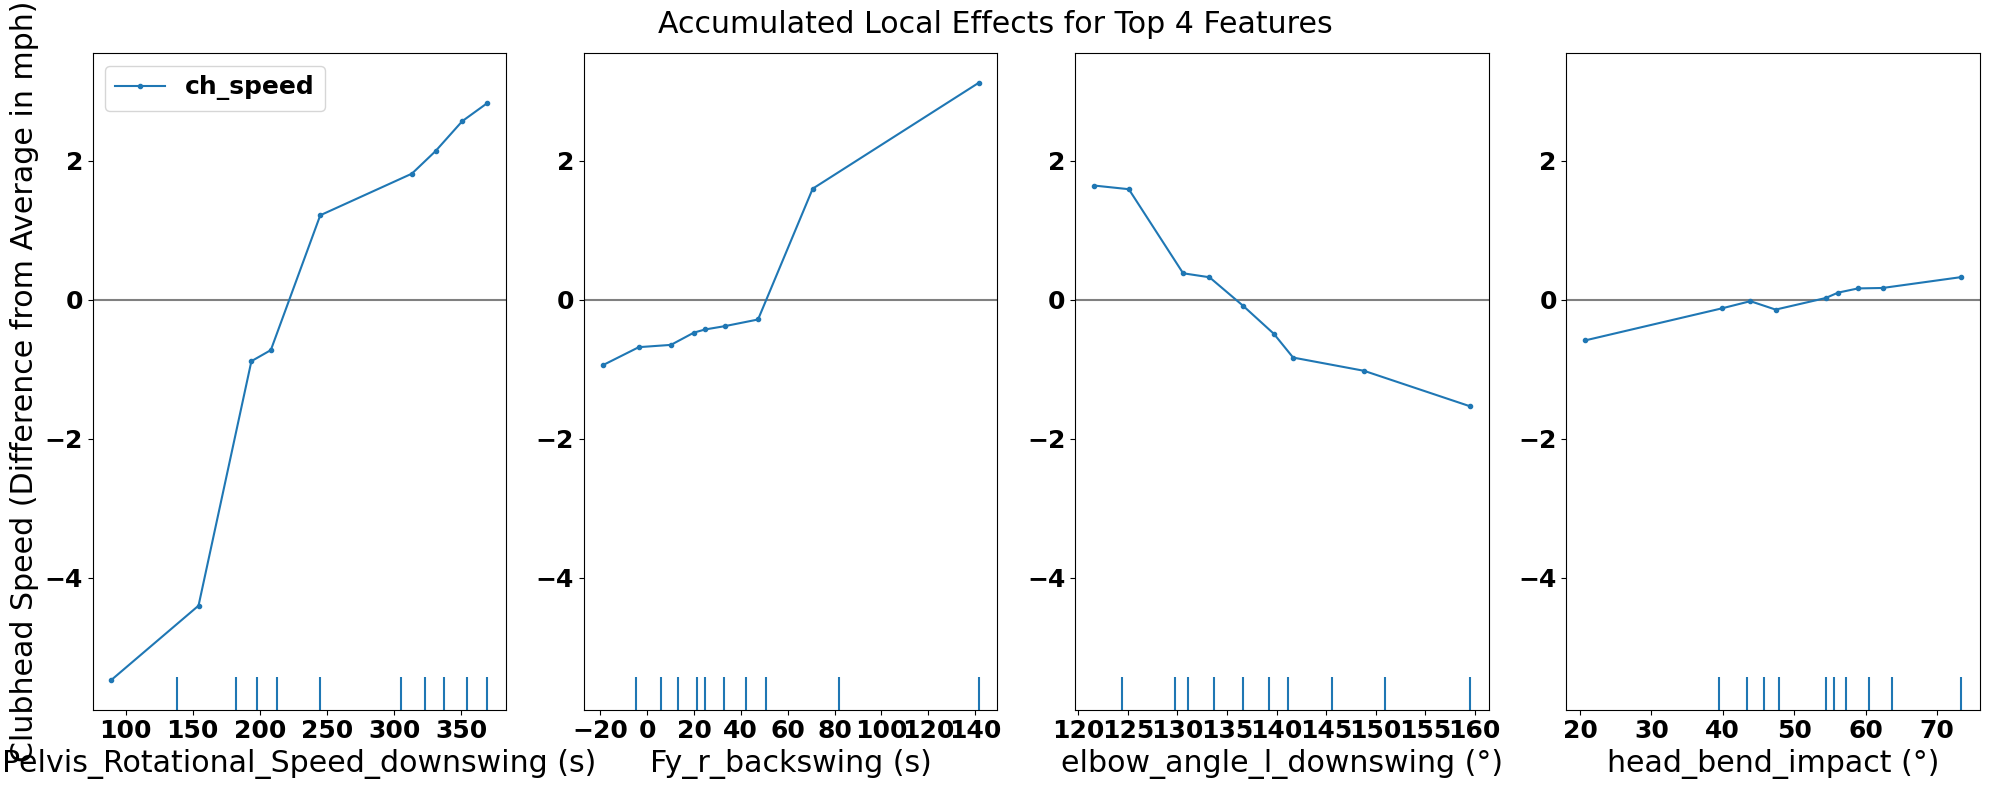 Accumulated Local Effects for Top 4 Features
Clubhead Speed (Difference from Average in mph)
ch_speed
2
0
−2
−4
100 150 200 250 300 350
Pelvis_Rotational_Speed_downswing (s)
2
0
−2
−4
−20 0 20 40 60 80 100 120 140
Fy_r_backswing (s)
2
0
−2
−4
120 125 130 135 140 145 150 155 160
elbow_angle_l_downswing (°)
2
0
−2
−4
20 30 40 50 60 70
head_bend_impact (°)